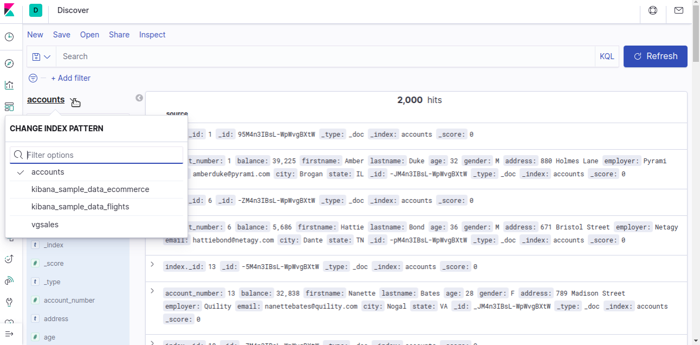 D Discover
New Save Open Share Inspect
Search KQL Refresh
+ Add filter
accounts
2,000 hits
CHANGE INDEX PATTERN
Filter options
accounts
kibana_sample_data_ecommerce
kibana_sample_data_flights
vgsales
_index
_score
_type
account_number
address
age
_id: 1 _id: 95M4n3IBsL-WpWvgBXtW _type: _doc _index: accounts _score: 0
t_number: 1 balance: 39,225 firstname: Amber lastname: Duke age: 32 gender: M address: 880 Holmes Lane employer: Pyrami
amberduke@pyrami.com city: Brogan state: IL _id: -JM4n3IBsL-WpWvgBXtW _type: _doc _index: accounts _score: 0
_id: 6 _id: -ZM4n3IBsL-WpWvgBXtW _type: _doc _index: accounts _score: 0
t_number: 6 balance: 5,686 firstname: Hattie lastname: Bond age: 36 gender: M address: 671 Bristol Street employer: Netagy
email: hattiebond@netagy.com city: Dante state: TN _id: -pM4n3IBsL-WpWvgBXtW _type: _doc _index: accounts _score: 0
index._id: 13 _id: -5M4n3IBsL-WpWvgBXtW _type: _doc _index: accounts _score: 0
account_number: 13 balance: 32,838 firstname: Nanette lastname: Bates age: 28 gender: F address: 789 Madison Street
employer: Quility email: nanettebates@quility.com city: Nogal state: VA _id: _JM4n3IBsL-WpWvgBXtW _type: _doc _index: accounts
_score: 0